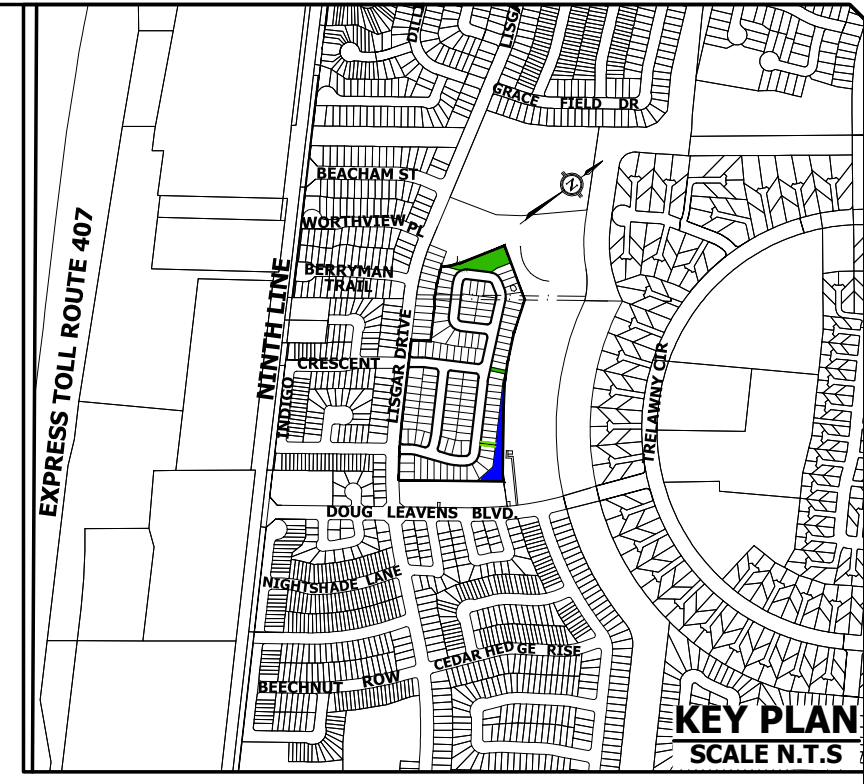 LISGA
GRACE FIELD DR
BEACHAM ST
N
WORTHVIEW PL
BERRYMAN
TRAIL
EXPRESS TOLL ROUTE 407
NINTH LINE
CRESCENT
INDIGO
LISGAR DRIVE
TRELAWNY CIR
DOUG LEAVENS BLVD.
NIGHTSHADE LANE
CEDAR HEDGE RISE
BEECHNUT ROW
KEY PLAN
SCALE N.T.S